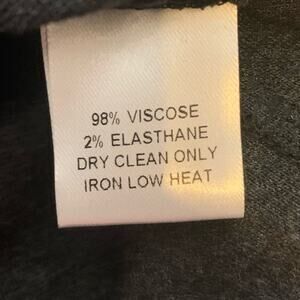 98% VISCOSE
2% ELASTHANE
DRY CLEAN ONLY
IRON LOW HEAT